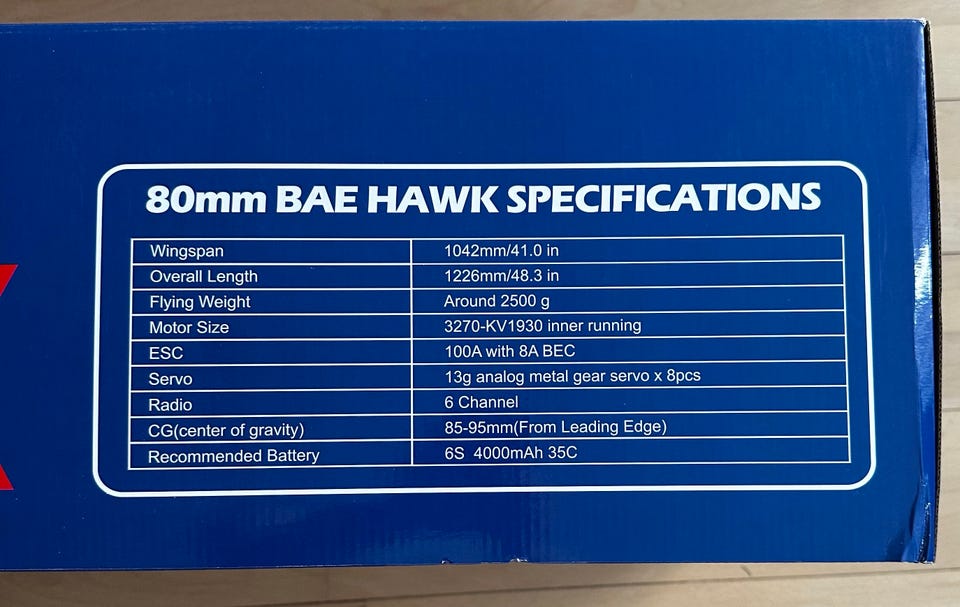 80mm BAE HAWK SPECIFICATIONS
Wingspan 1042mm/41.0 in
Overall Length 1226mm/48.3 in
Flying Weight Around 2500 g
Motor Size 3270-KV1930 inner running
ESC 100A with 8A BEC
Servo 13g analog metal gear servo x 8pcs
Radio 6 Channel
CG(center of gravity) 85-95mm(From Leading Edge)
Recommended Battery 6S 4000mAh 35C